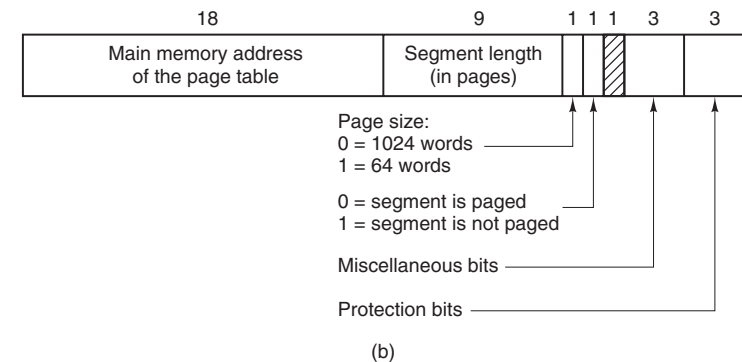 18 9 1 1 1 3 3
Main memory address
of the page table
Segment length
(in pages)
Page size:
0 = 1024 words
1 = 64 words
0 = segment is paged
1 = segment is not paged
Miscellaneous bits
Protection bits
(b)